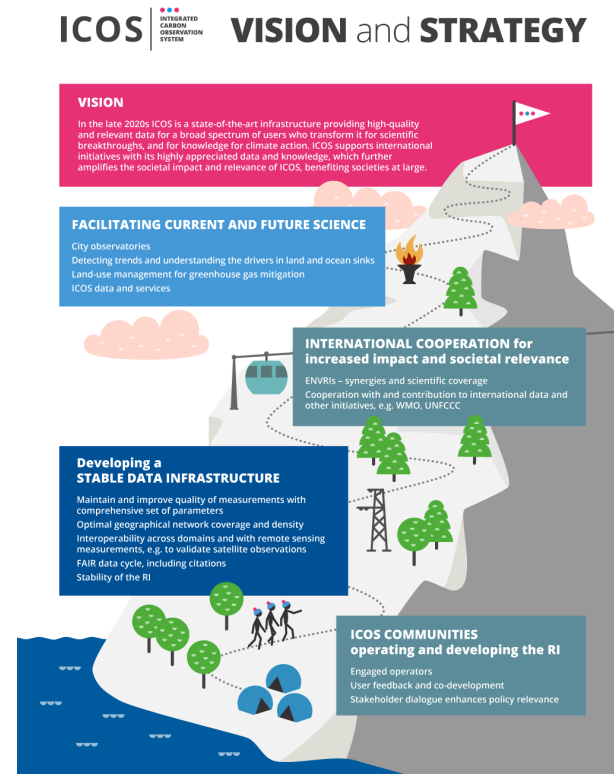 ICOS
INTEGRATED
CARBON
OBSERVATION
SYSTEM
VISION and STRATEGY
VISION
In the late 2020s ICOS is a state-of-the-art infrastructure providing high-quality
and relevant data for a broad spectrum of users who transform it for scientific
breakthroughs, and for knowledge for climate action. ICOS supports international
initiatives with its highly appreciated data and knowledge, which further
amplifies the societal impact and relevance of ICOS, benefiting societies at large.
FACILITATING CURRENT AND FUTURE SCIENCE
City observatories
Detecting trends and understanding the drivers in land and ocean sinks
Land-use management for greenhouse gas mitigation
ICOS data and services
INTERNATIONAL COOPERATION for
increased impact and societal relevance
ENVRIs – synergies and scientific coverage
Cooperation with and contribution to international data and
other initiatives, e.g. WMO, UNFCCC
Developing a
STABLE DATA INFRASTRUCTURE
Maintain and improve quality of measurements with
comprehensive set of parameters
Optimal geographical network coverage and density
Interoperability across domains and with remote sensing
measurements, e.g. to validate satellite observations
FAIR data cycle, including citations
Stability of the RI
ICOS COMMUNITIES
operating and developing the RI
Engaged operators
User feedback and co-development
Stakeholder dialogue enhances policy relevance